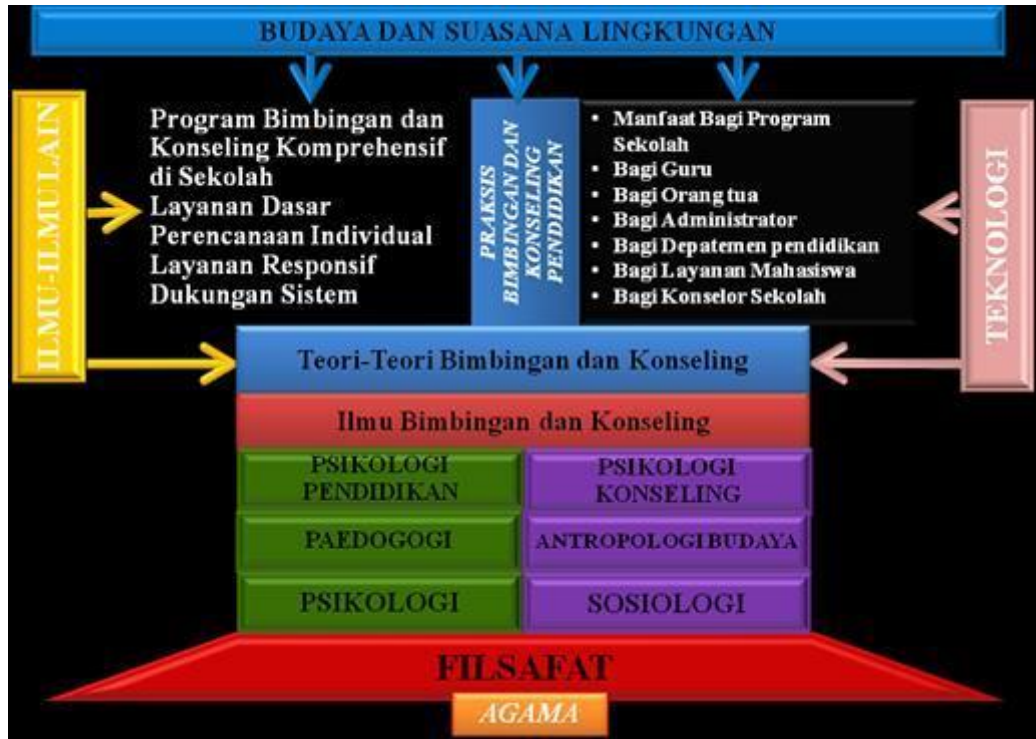 BUDAYA DAN SUASANA LINGKUNGAN
ILMU-ILMU LAIN
Program Bimbingan dan
Konseling Komprehensif
di Sekolah
Layanan Dasar
Perencanaan Individual
Layanan Responsif
Dukungan Sistem
PRAKSIS
BIMBINGAN DAN
KONSELING
PENDIDIKAN
• Manfaat Bagi Program
Sekolah
• Bagi Guru
• Bagi Orang tua
• Bagi Administrator
• Bagi Depatemen pendidikan
• Bagi Layanan Mahasiswa
• Bagi Konselor Sekolah
TEKNOLOGI
Teori-Teori Bimbingan dan Konseling
Ilmu Bimbingan dan Konseling
PSIKOLOGI
PENDIDIKAN
PSIKOLOGI
KONSELING
PAEDOGOGI
ANTROPOLOGI BUDAYA
PSIKOLOGI
SOSIOLOGI
FILSAFAT
AGAMA